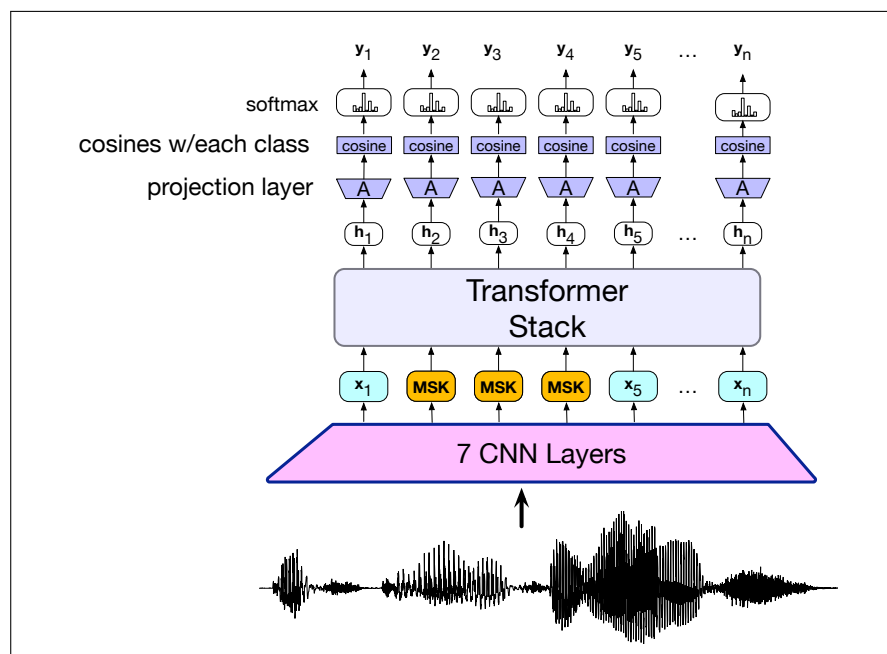 y1 y2 y3 y4 y5 ... yn
softmax
cosines w/each class cosine cosine cosine cosine cosine cosine
projection layer A A A A A A
h1 h2 h3 h4 h5 ... hn
Transformer
Stack
x1 MSK MSK MSK x5 ... xn
7 CNN Layers